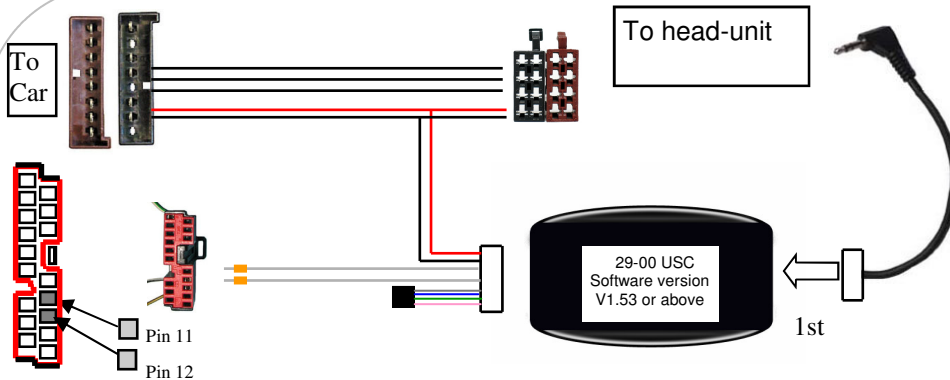 To
Car
To head-unit
29-00 USC
Software version
V1.53 or above
1st
Pin 11
Pin 12